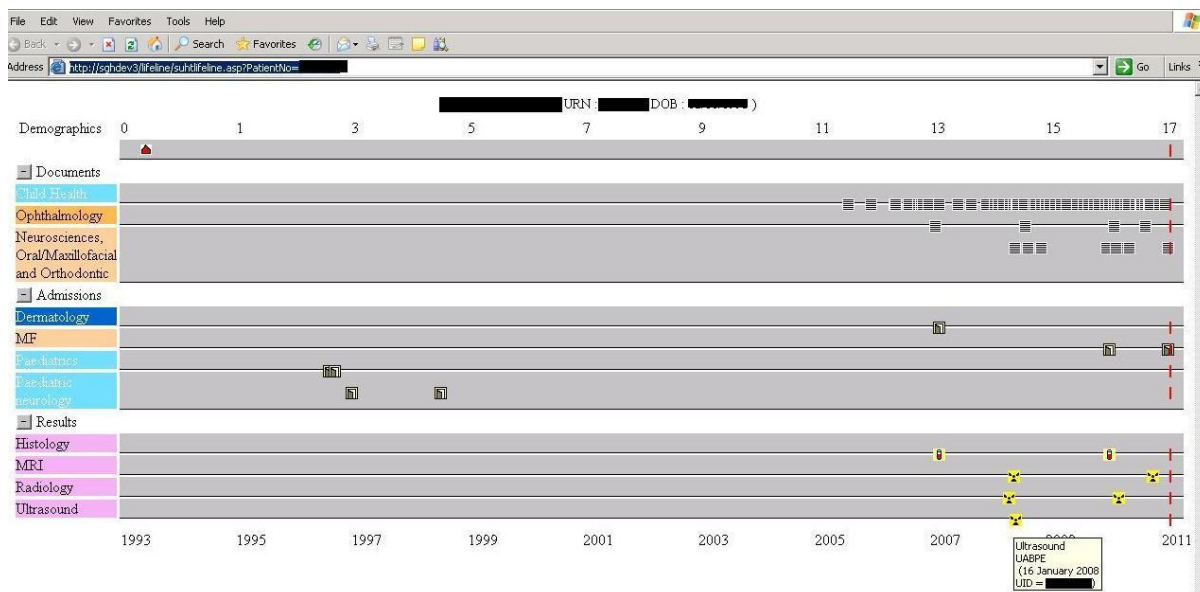 File Edit View Favorites Tools Help
Back Search Favorites
Address http://sghdev3/lifeline/suhtlifeline.asp?PatientNo= Go Links
URN : DOB : )
Demographics 0 1 3 5 7 9 11 13 15 17
- Documents
Child Health
Ophthalmology
Neurosciences,
Oral/Maxillofacial
and Orthodontic
- Admissions
Dermatology
MF
Paediatrics
Paediatric
neurology
- Results
Histology
MRI
Radiology
Ultrasound
1993 1995 1997 1999 2001 2003 2005 2007 2011
Ultrasound
UABPE
(16 January 2008
UID = )